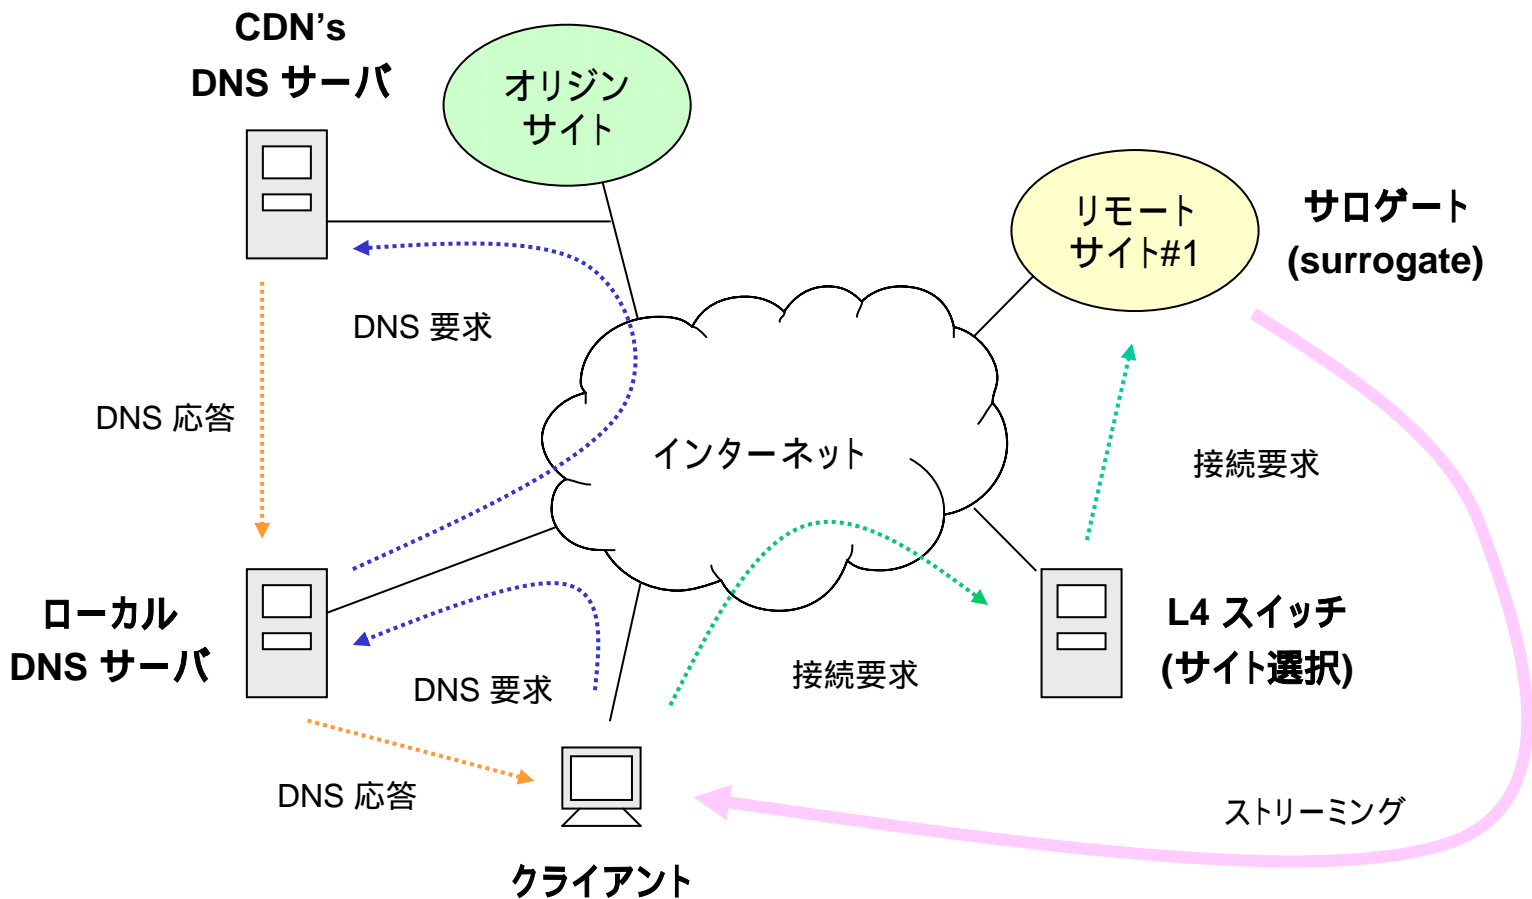 CDN's
DNS サーバ
オリジン
サイト
リモート
サイト#1
サロゲート
(surrogate)
DNS 要求
DNS 応答
インターネット
接続要求
ローカル
DNS サーバ
L4 スイッチ
(サイト選択)
DNS 要求
接続要求
DNS 応答
ストリーミング
クライアント